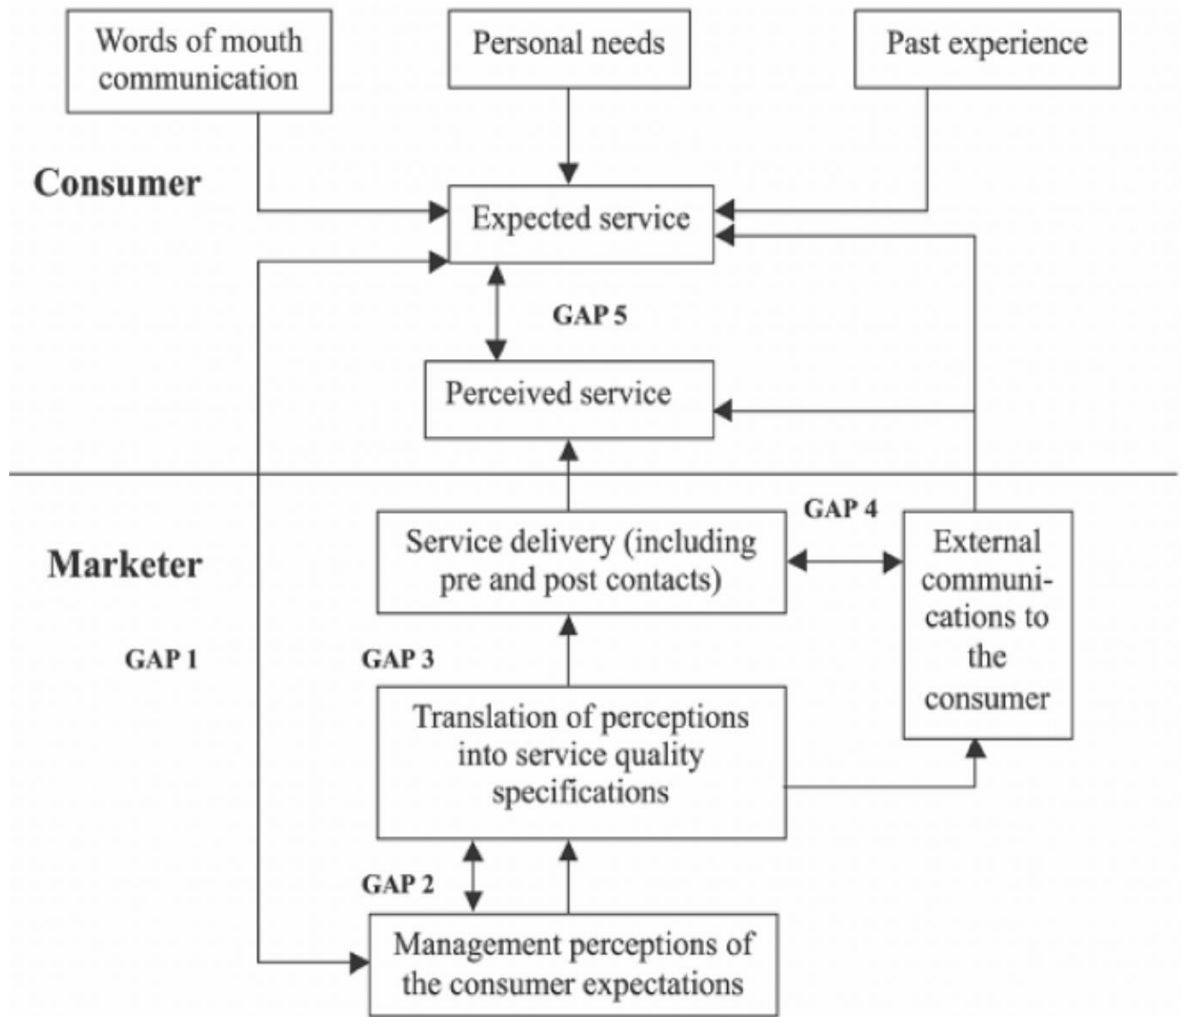 Words of mouth
communication
Personal needs
Past experience
Consumer
Expected service
GAP 5
Perceived service
GAP 4
Marketer
Service delivery (including
pre and post contacts)
External
communi-
cations to
the
consumer
GAP 1
GAP 3
Translation of perceptions
into service quality
specifications
GAP 2
Management perceptions of
the consumer expectations